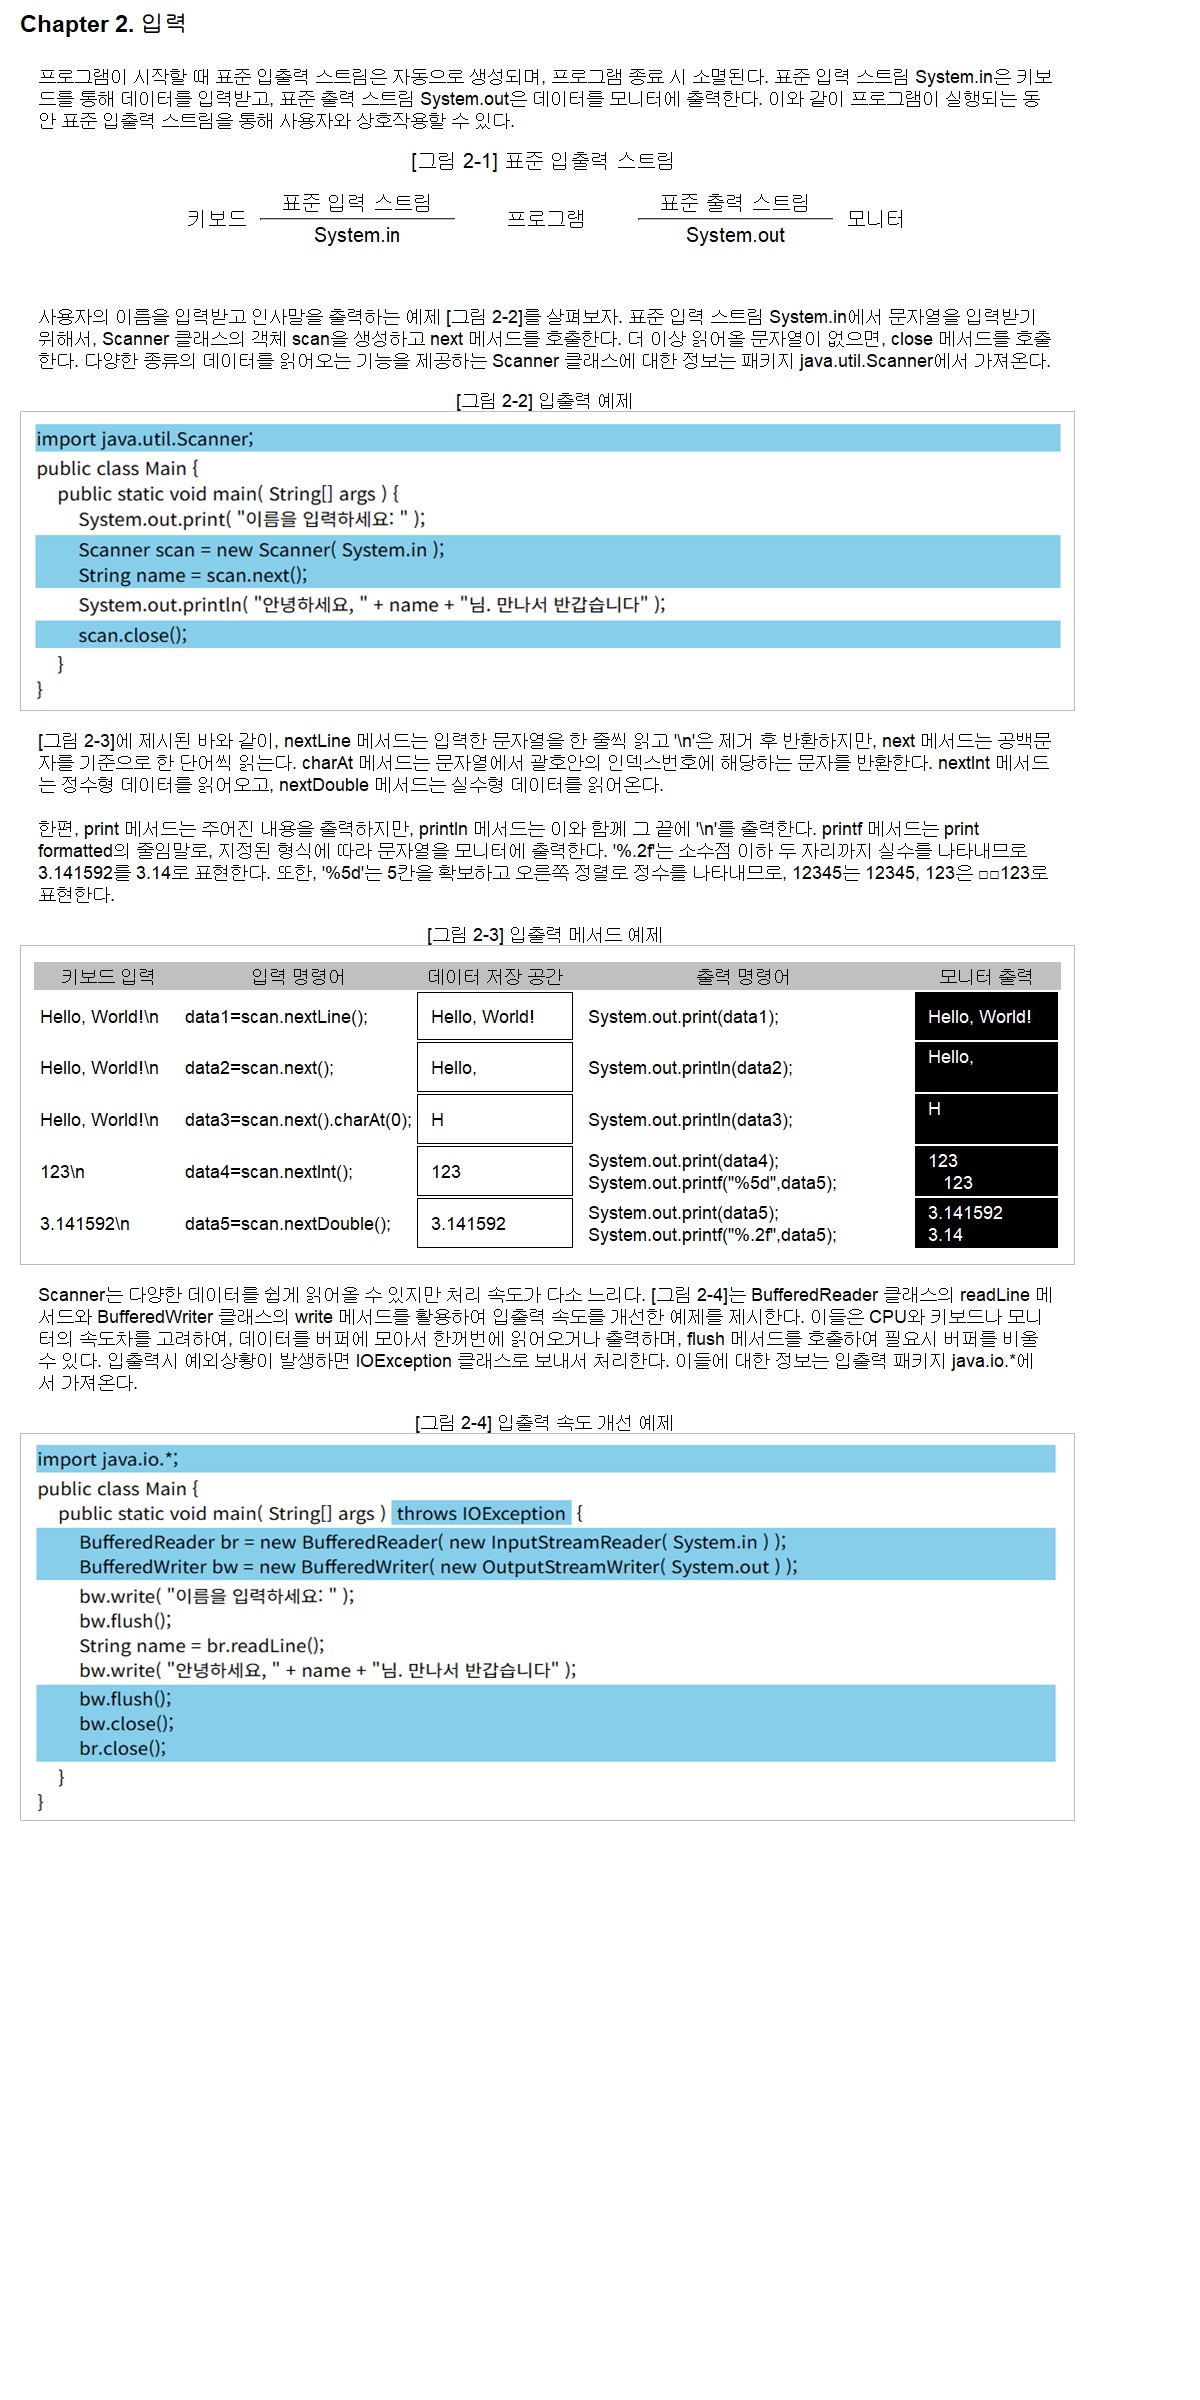 Chapter 2. 입력
프로그램이 시작할 때 표준 입출력 스트림은 자동으로 생성되며, 프로그램 종료 시 소멸된다. 표준 입력 스트림 System.in은 키보
드를 통해 데이터를 입력받고, 표준 출력 스트림 System.out은 데이터를 모니터에 출력한다. 이와 같이 프로그램이 실행되는 동
안 표준 입출력 스트림을 통해 사용자와 상호작용할 수 있다.
[그림 2-1] 표준 입출력 스트림
키보드 표준 입력 스트림 프로그램 표준 출력 스트림 모니터
System.in System.out
사용자의 이름을 입력받고 인사말을 출력하는 예제 [그림 2-2]를 살펴보자. 표준 입력 스트림 System.in에서 문자열을 입력받기
위해서, Scanner 클래스의 객체 scan을 생성하고 next 메서드를 호출한다. 더 이상 읽어올 문자열이 없으면, close 메서드를 호출
한다. 다양한 종류의 데이터를 읽어오는 기능을 제공하는 Scanner 클래스에 대한 정보는 패키지 java.util.Scanner에서 가져온다.
[그림 2-2] 입출력 예제
import java.util.Scanner;
public class Main {
public static void main( String[] args ) {
System.out.print( "이름을 입력하세요: " );
Scanner scan = new Scanner( System.in );
String name = scan.next();
System.out.println( "안녕하세요, " + name + "님. 만나서 반갑습니다" );
scan.close();
}
}
[그림 2-3]에 제시된 바와 같이, nextLine 메서드는 입력한 문자열을 한 줄씩 읽고 '\n'은 제거 후 반환하지만, next 메서드는 공백문
자를 기준으로 한 단어씩 읽는다. charAt 메서드는 문자열에서 괄호안의 인덱스번호에 해당하는 문자를 반환한다. nextInt 메서드
는 정수형 데이터를 읽어오고, nextDouble 메서드는 실수형 데이터를 읽어온다.
한편, print 메서드는 주어진 내용을 출력하지만, println 메서드는 이와 함께 그 끝에 '\n'를 출력한다. printf 메서드는 print
formatted의 줄임말로, 지정된 형식에 따라 문자열을 모니터에 출력한다. '%.2f'는 소수점 이하 두 자리까지 실수를 나타내므로
3.141592를 3.14로 표현한다. 또한, '%5d'는 5칸을 확보하고 오른쪽 정렬로 정수를 나타내므로, 12345는 12345, 123은 □□123로
표현한다.
[그림 2-3] 입출력 메서드 예제
키보드 입력 입력 명령어 데이터 저장 공간 출력 명령어 모니터 출력
Hello, World!\n data1=scan.nextLine(); Hello, World! System.out.print(data1); Hello, World!
Hello, World!\n data2=scan.next(); Hello, System.out.println(data2); Hello,
Hello, World!\n data3=scan.next().charAt(0); H System.out.println(data3); H
123\n data4=scan.nextInt(); 123 System.out.print(data4); 123
System.out.printf("%5d",data5); 123
3.141592\n data5=scan.nextDouble(); 3.141592 System.out.print(data5); 3.141592
System.out.printf("%.2f",data5); 3.14
Scanner는 다양한 데이터를 쉽게 읽어올 수 있지만 처리 속도가 다소 느리다. [그림 2-4]는 BufferedReader 클래스의 readLine 메
서드와 BufferedWriter 클래스의 write 메서드를 활용하여 입출력 속도를 개선한 예제를 제시한다. 이들은 CPU와 키보드나 모니
터의 속도차를 고려하여, 데이터를 버퍼에 모아서 한꺼번에 읽어오거나 출력하며, flush 메서드를 호출하여 필요시 버퍼를 비울
수 있다. 입출력시 예외상황이 발생하면 IOException 클래스로 보내서 처리한다. 이들에 대한 정보는 입출력 패키지 java.io.*에
서 가져온다.
[그림 2-4] 입출력 속도 개선 예제
import java.io.*;
public class Main {
public static void main( String[] args ) throws IOException {
BufferedReader br = new BufferedReader( new InputStreamReader( System.in ) );
BufferedWriter bw = new BufferedWriter( new OutputStreamWriter( System.out ) );
bw.write( "이름을 입력하세요: " );
bw.flush();
String name = br.readLine();
bw.write( "안녕하세요, " + name + "님. 만나서 반갑습니다" );
bw.flush();
bw.close();
br.close();
}
}